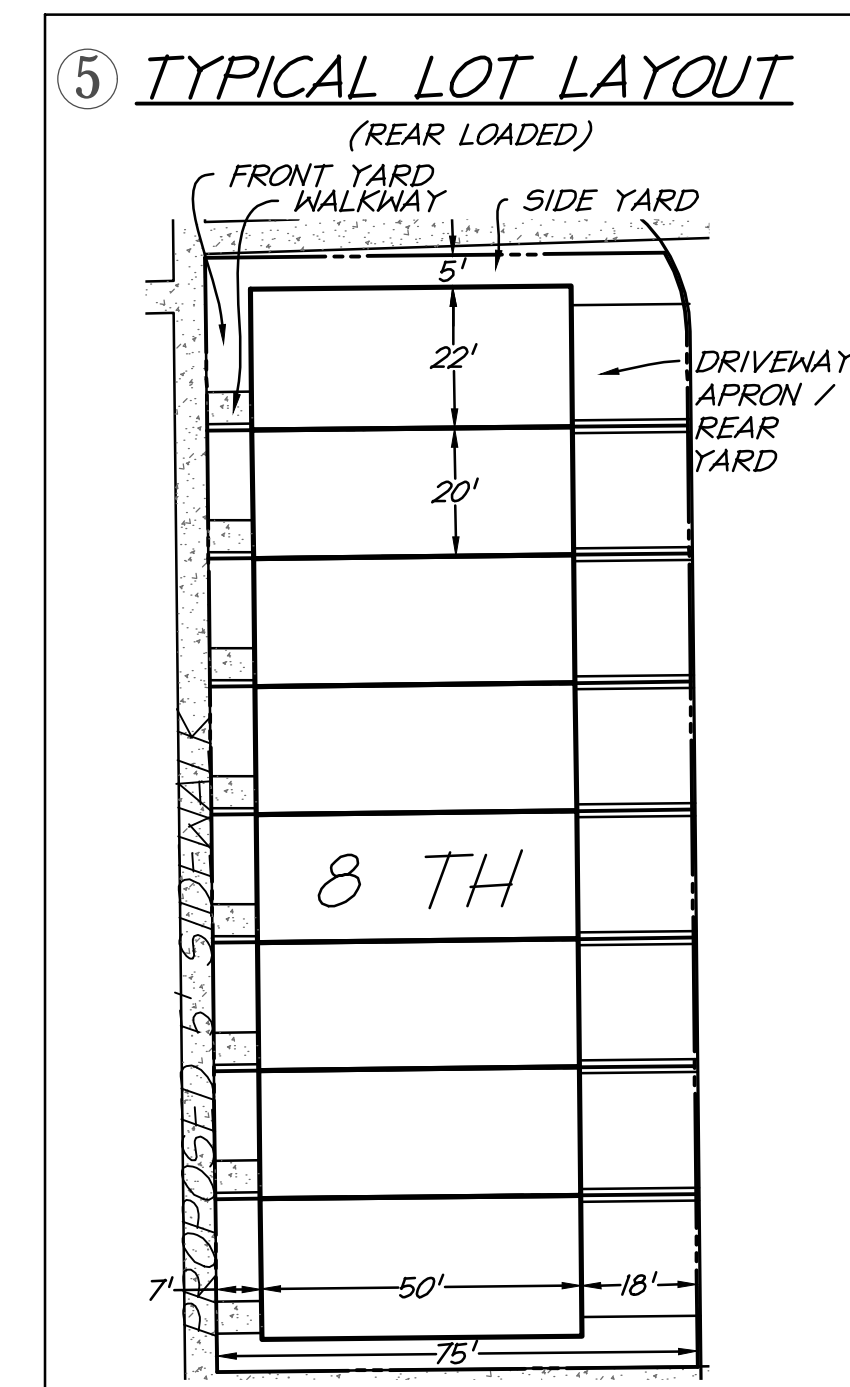 5 TYPICAL LOT LAYOUT
(REAR LOADED)
FRONT YARD
WALKWAY
SIDE YARD
5'
22'
DRIVEWAY
APRON /
REAR
YARD
20'
PROPOSED 5' SIDEWALK
8 TH
7'
50'
18'
75'